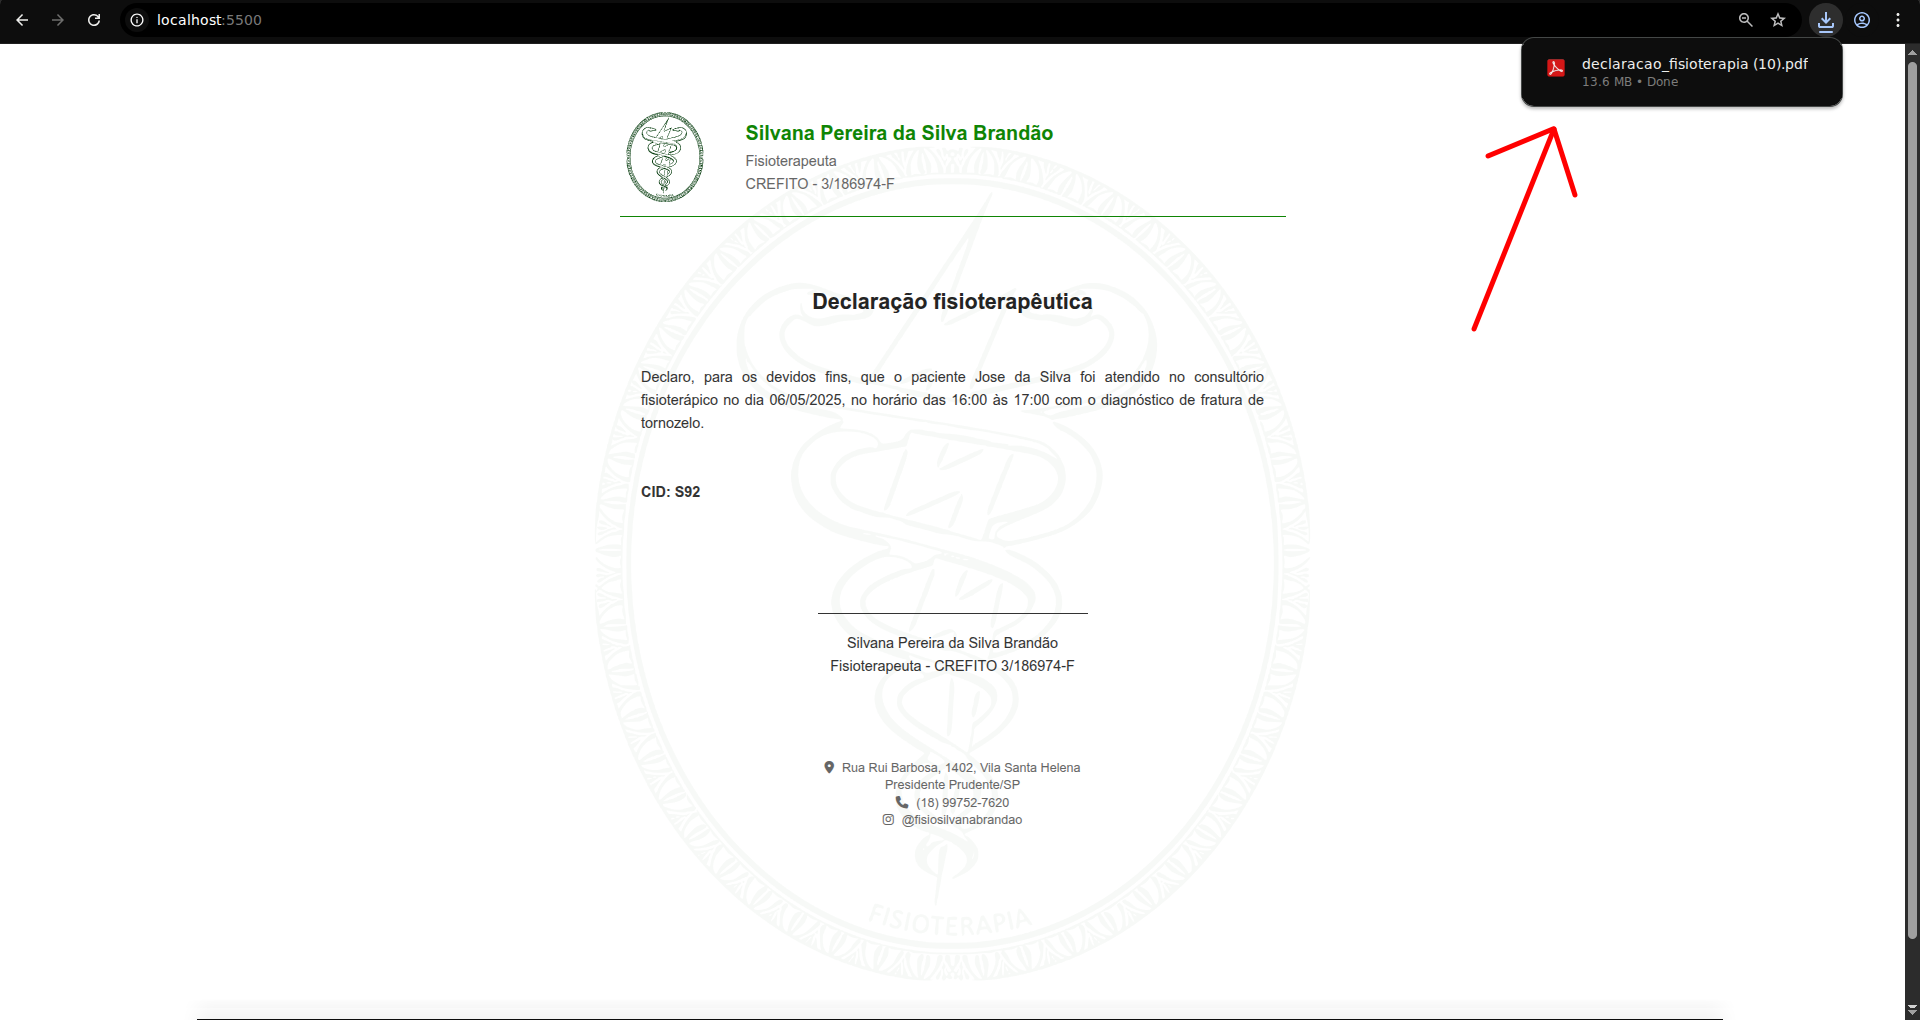 localhost:5500
declaracao_fisioterapia (10).pdf
13.6 MB • Done
Silvana Pereira da Silva Brandão
Fisioterapeuta
CREFITO - 3/186974-F
Declaração fisioterapêutica
Declaro, para os devidos fins, que o paciente Jose da Silva foi atendido no consultório
fisioterápico no dia 06/05/2025, no horário das 16:00 às 17:00 com o diagnóstico de fratura de
tornozelo.
CID: S92
Silvana Pereira da Silva Brandão
Fisioterapeuta - CREFITO 3/186974-F
Rua Rui Barbosa, 1402, Vila Santa Helena
Presidente Prudente/SP
(18) 99752-7620
@fisiosilvanabrandao
FISIOTERAPIA